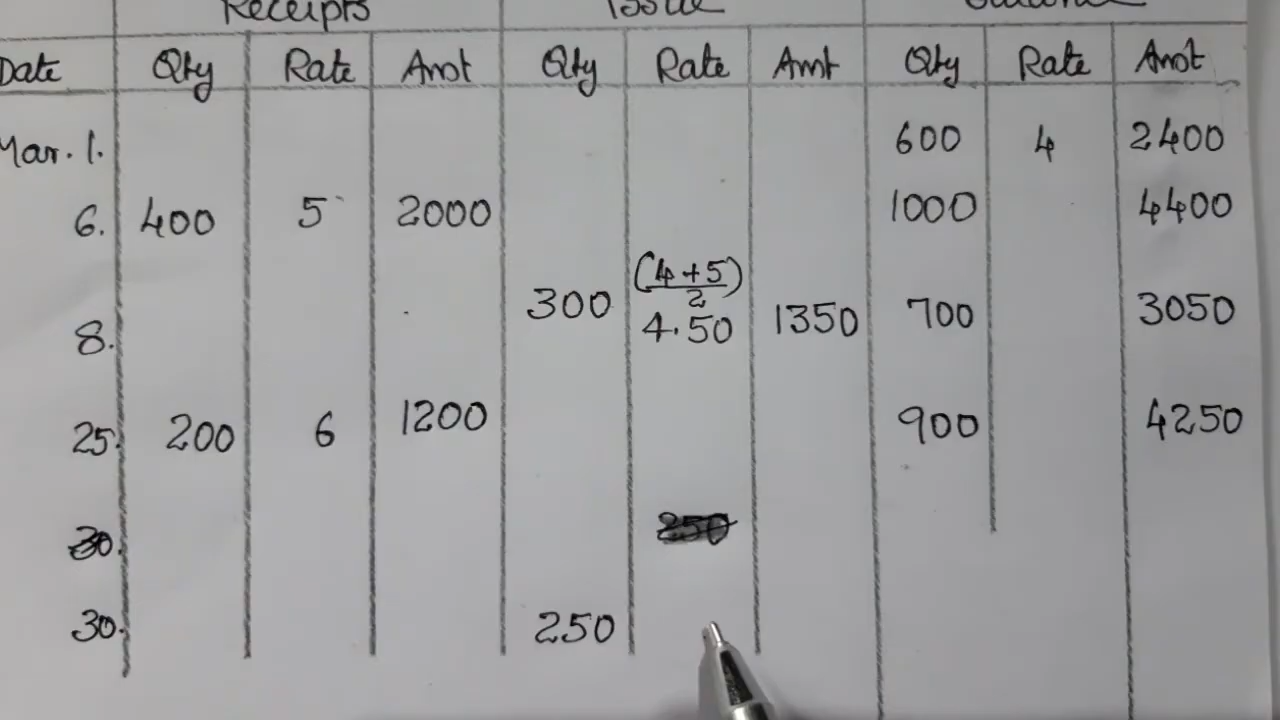 Receipts Issue
Date Qty Rate Amt Qty Rate Amt Qty Rate Amt
Mar. 1. 600 4 2400
6. 400 5 2000 1000 4400
8. 300 (4+5)/2 4.50 1350 700 3050
25. 200 6 1200 900 4250
30. 250
30. 250